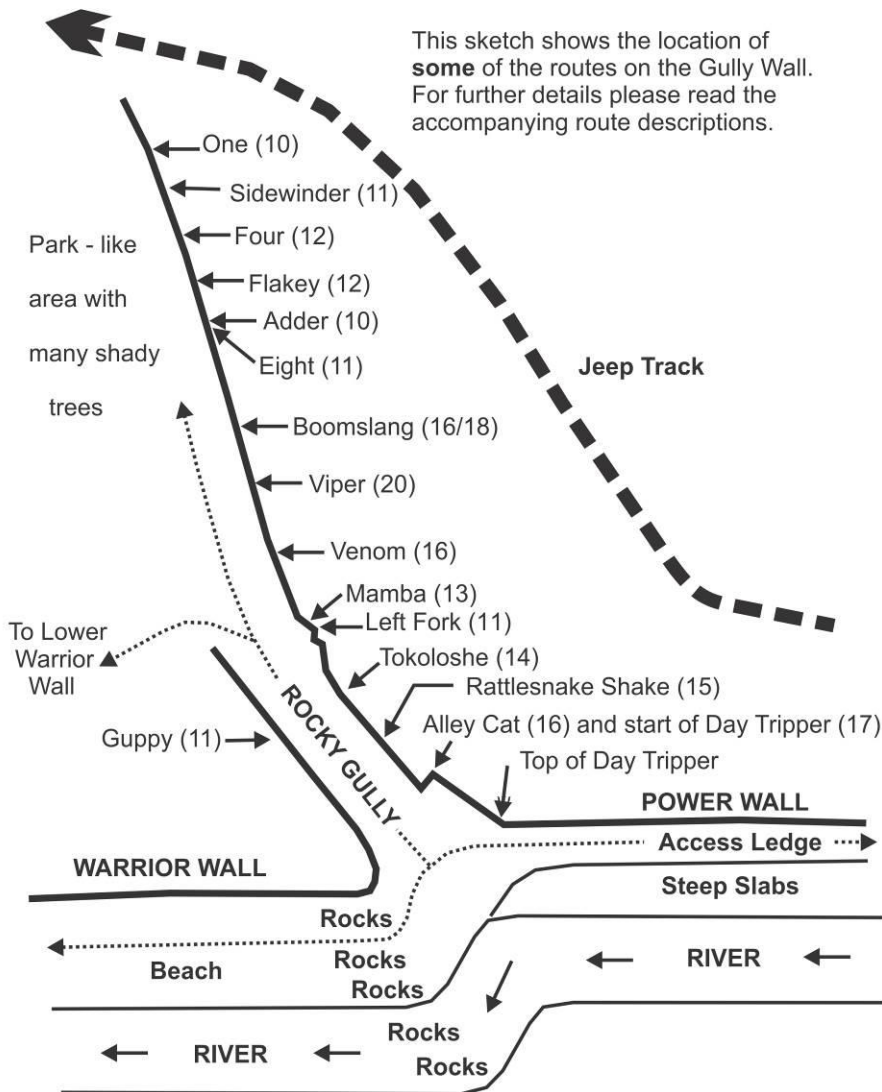 This sketch shows the location of
some of the routes on the Gully Wall.
For further details please read the
accompanying route descriptions.
One (10)
Sidewinder (11)
Four (12)
Park - like
area with
many shady
trees
Flakey (12)
Adder (10)
Eight (11)
Jeep Track
Boomslang (16/18)
Viper (20)
Venom (16)
Mamba (13)
Left Fork (11)
To Lower
Warrior
Wall
Tokoloshe (14)
Rattlesnake Shake (15)
Alley Cat (16) and start of Day Tripper (17)
Guppy (11)
ROCKY GULLY
Top of Day Tripper
POWER WALL
Access Ledge
WARRIOR WALL
Steep Slabs
Rocks
Beach
Rocks
Rocks
RIVER
Rocks
RIVER
Rocks